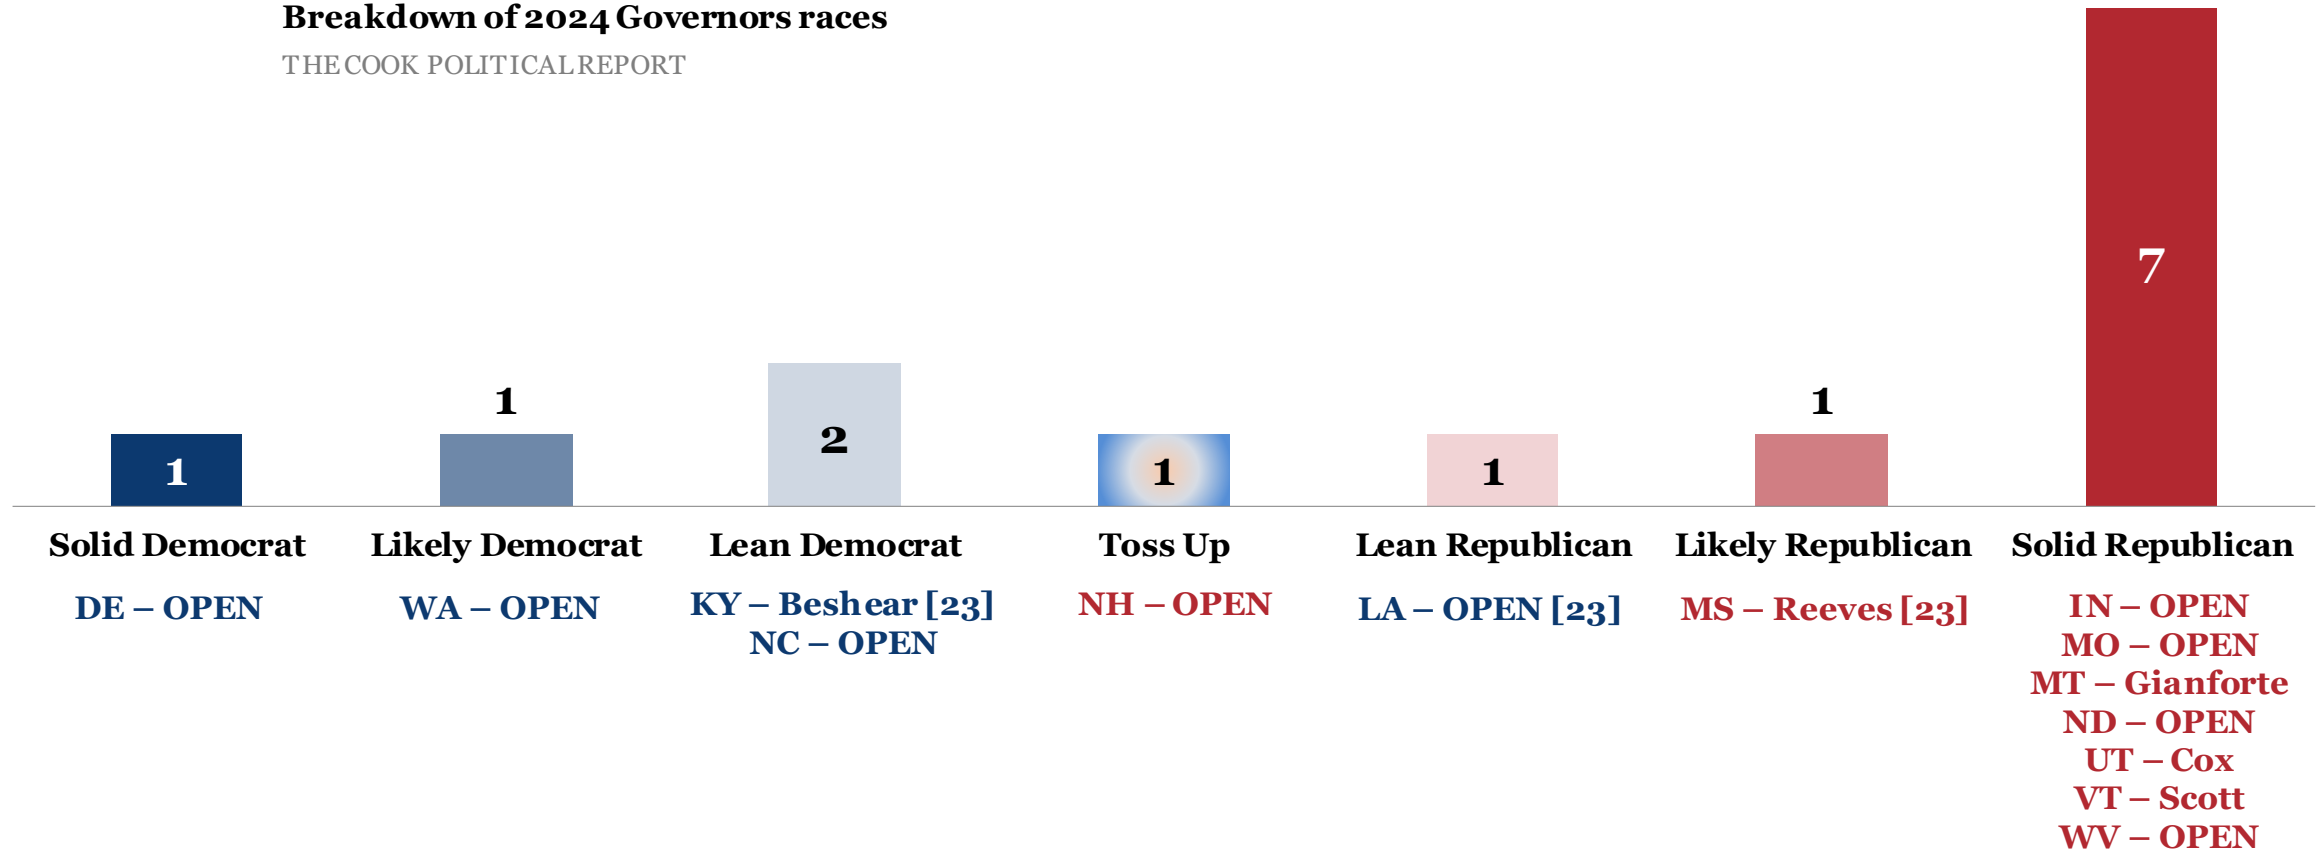 Breakdown of 2024 Governors races
THE COOK POLITICAL REPORT
1
1
2
1
1
1
7
Solid Democrat
Likely Democrat
Lean Democrat
Toss Up
Lean Republican
Likely Republican
Solid Republican
DE – OPEN
WA – OPEN
KY – Beshear [23]
NC – OPEN
NH – OPEN
LA – OPEN [23]
MS – Reeves [23]
IN – OPEN
MO – OPEN
MT – Gianforte
ND – OPEN
UT – Cox
VT – Scott
WV – OPEN